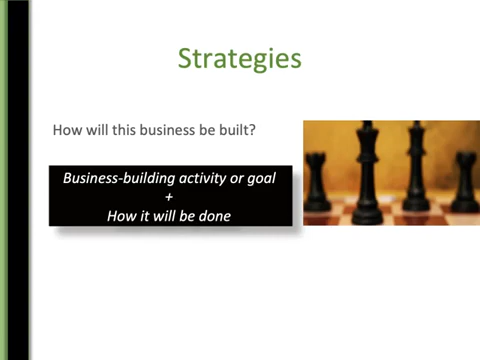 Strategies
How will this business be built?
Business-building activity or goal
+
How it will be done